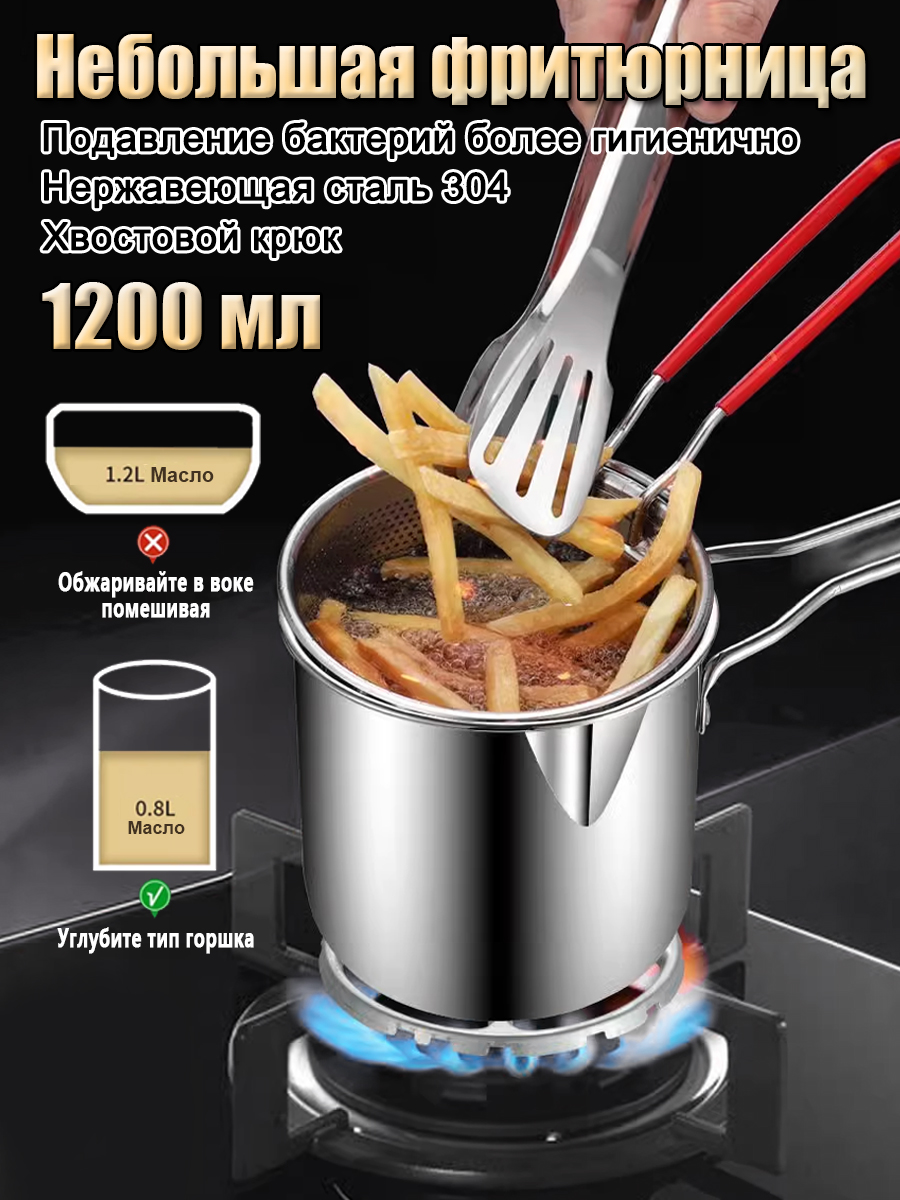 Небольшая фритюрница
Подавление бактерий более гигиенично
Нержавеющая сталь 304
Хвостовой крюк
1200 мл
1.2L Масло
Обжаривайте в воке
помешивая
0.8L
Масло
Углубите тип горшка